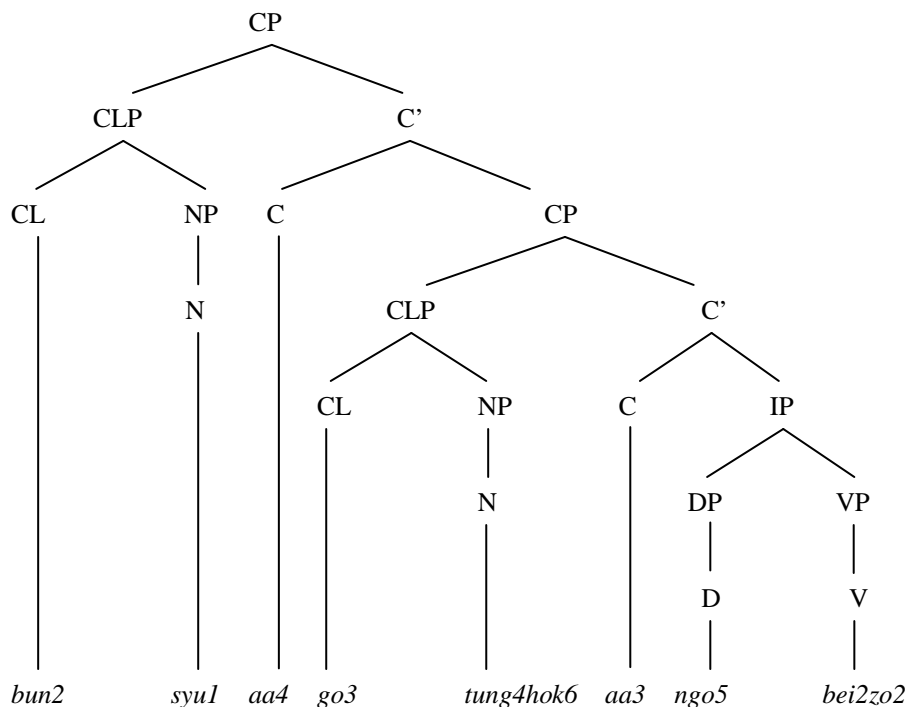 CP
CLP C’
CL NP C CP
N CLP C’
CL NP C IP
N DP VP
D V
bun2 syu1 aa4 go3 tung4hok6 aa3 ngo5 bei2zo2